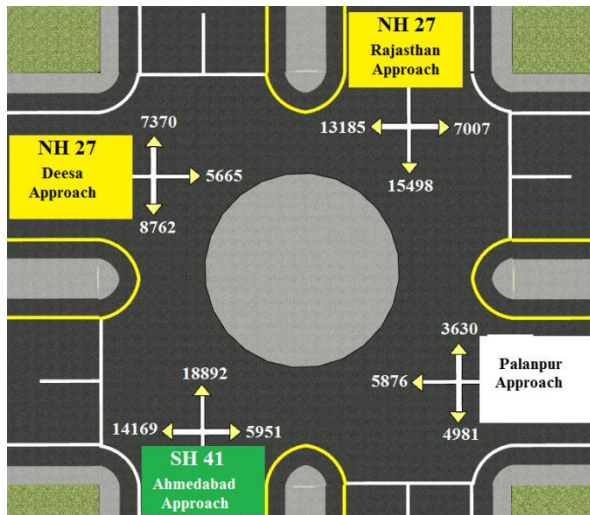 NH 27
Rajasthan
Approach
13185
7007
15498
7370
NH 27
Deesa
Approach
5665
8762
3630
5876
Palanpur
Approach
4981
18892
14169
5951
SH 41
Ahmedabad
Approach